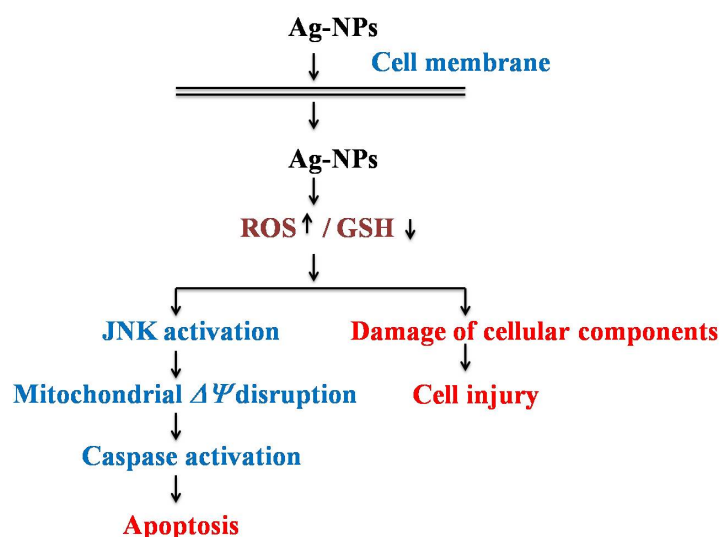 Ag-NPs
Cell membrane
Ag-NPs
ROS↑ / GSH ↓
JNK activation
Damage of cellular components
Mitochondrial ΔΨ disruption
Cell injury
Caspase activation
Apoptosis